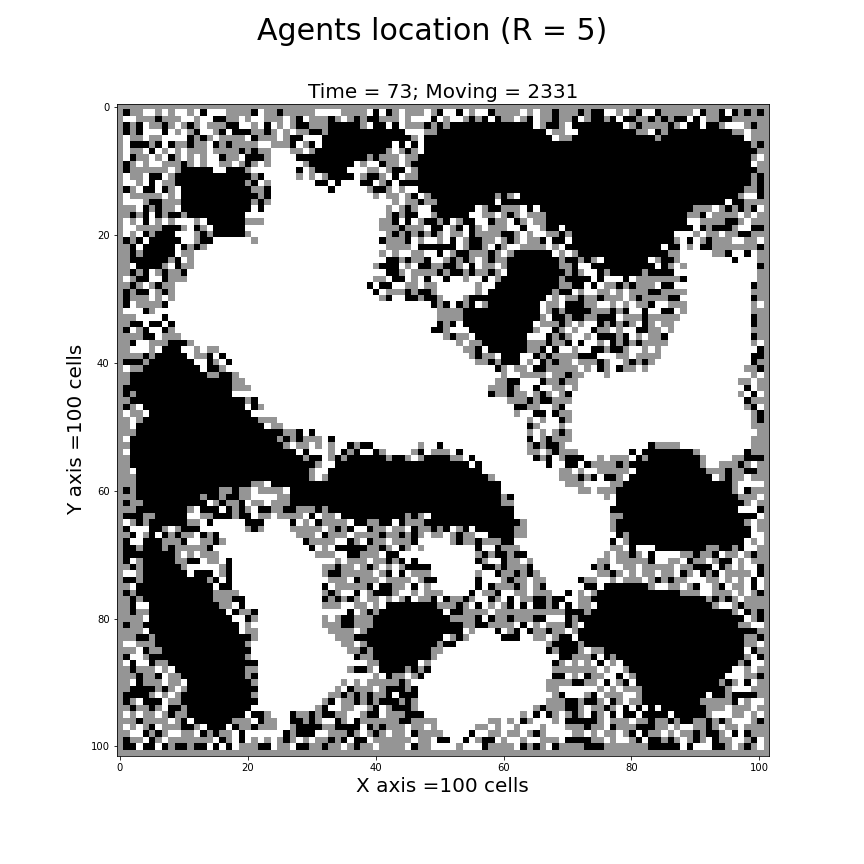 Agents location (R = 5)
Time = 73; Moving = 2331
0
20
40
60
80
100
Y axis =100 cells
0 20 40 60 80 100
X axis =100 cells